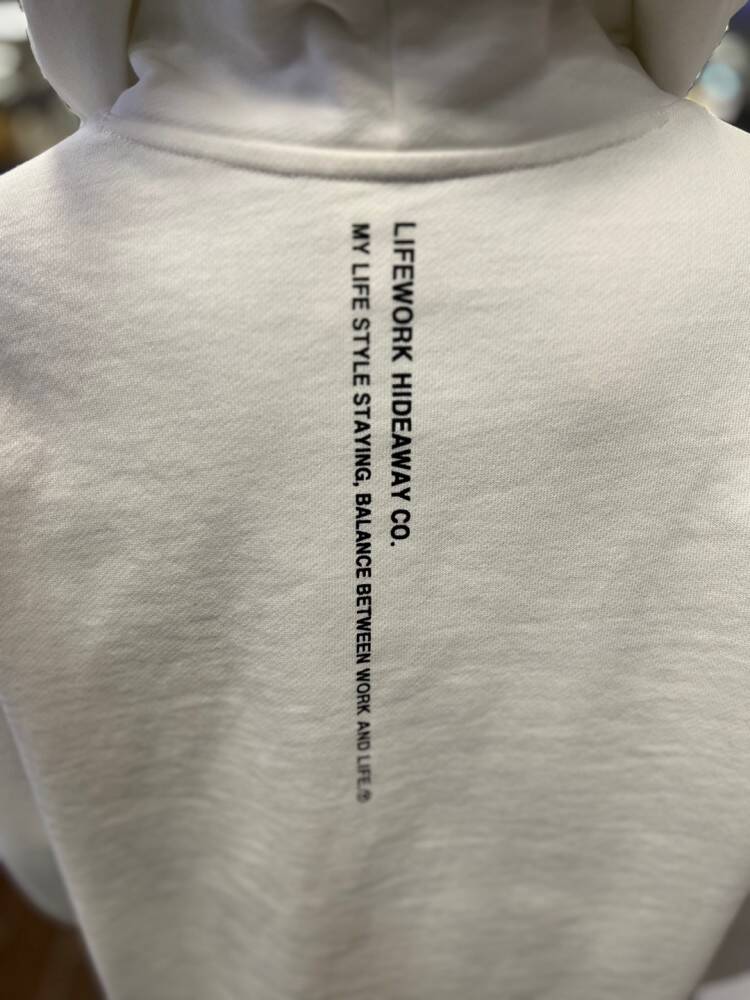 LIFEWORK HIDEAWAY CO.
MY LIFE STYLE STAYING, BALANCE BETWEEN WORK AND LIFE.®